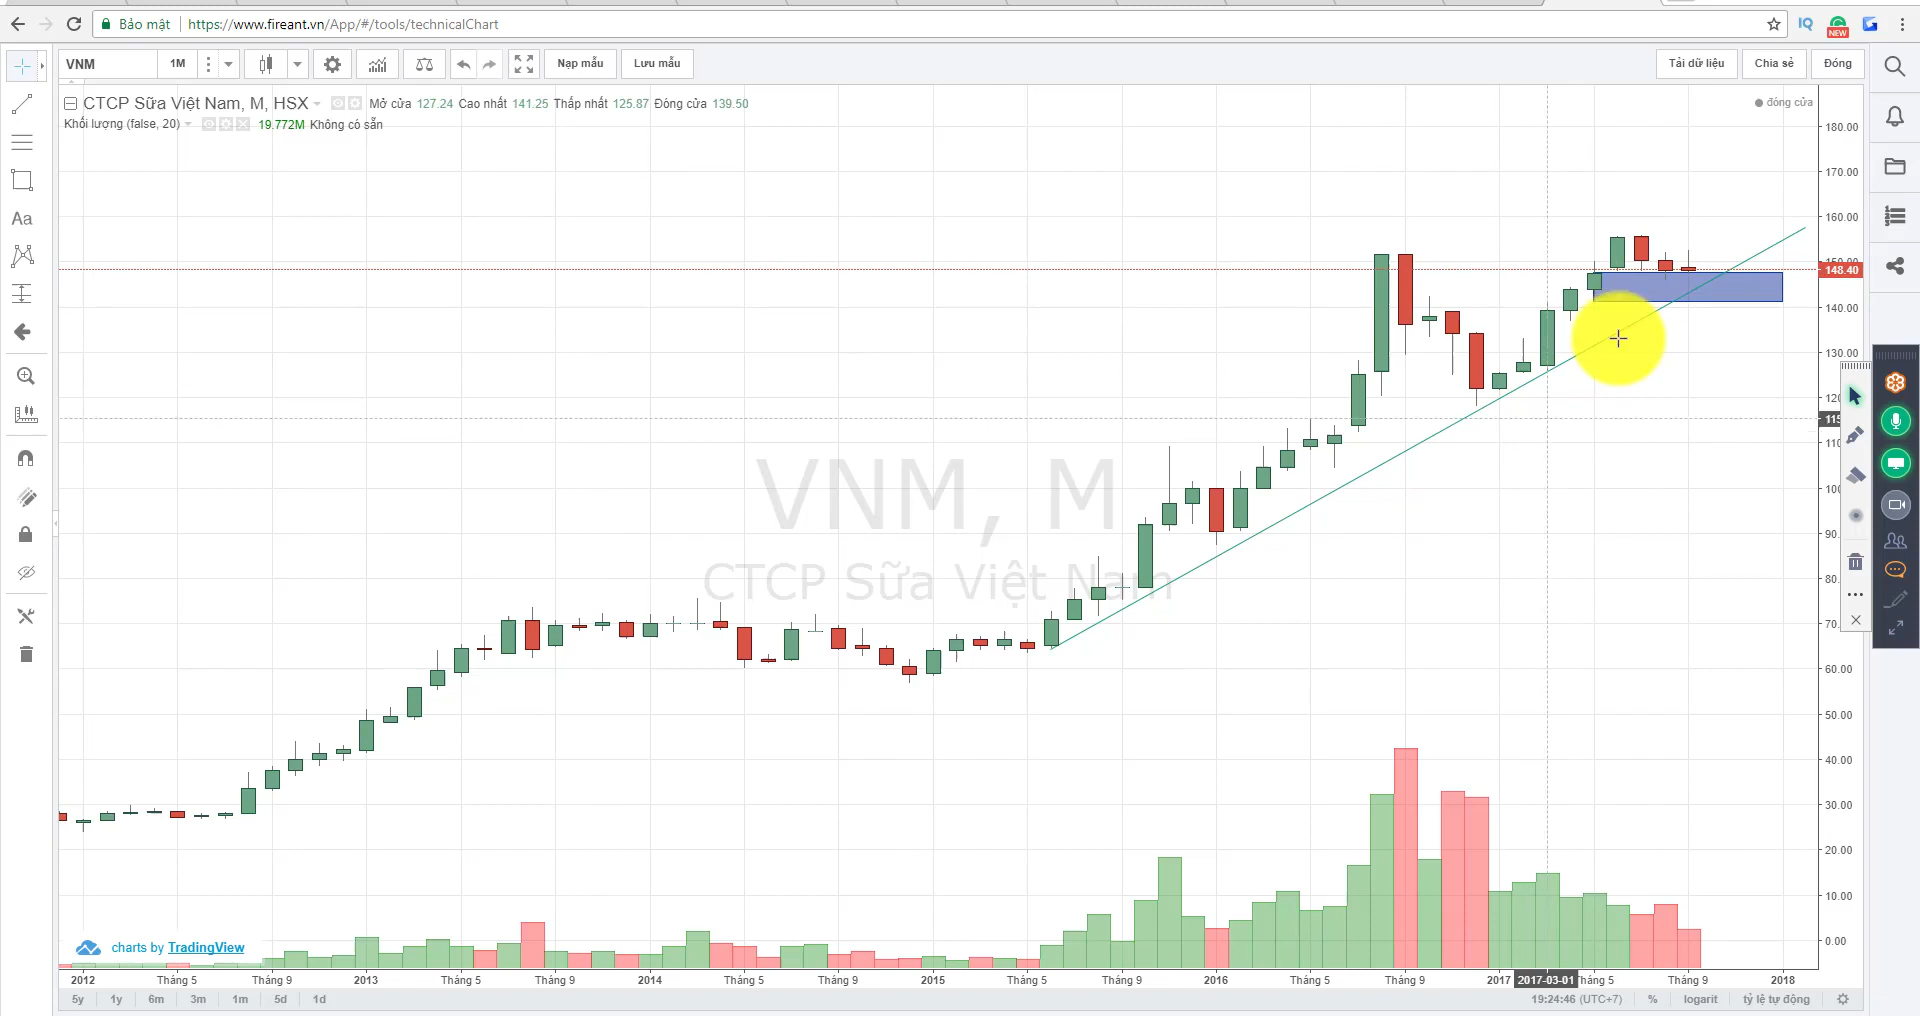 Bảo mật https://www.fireant.vn/App/#/tools/technicalChart
NEW
VNM 1M Nạp mẫu Lưu mẫu Tải dữ liệu Chia sẻ Đóng
CTCP Sữa Việt Nam, M, HSX Mở cửa 127.24 Cao nhất 141.25 Thấp nhất 125.87 Đóng cửa 139.50
đóng cửa
Khối lượng (false, 20) 19.772M Không có sẵn
Aa
180.00
170.00
160.00
148.40
140.00
130.00
115
110
100
90.
80.
70.
60.00
50.00
40.00
30.00
20.00
10.00
0.00
VNM, M
CTCP Sữa Việt Nam
charts by TradingView
2012 Tháng 5 Tháng 9 2013 Tháng 5 Tháng 9 2014 Tháng 5 Tháng 9 2015 Tháng 5 Tháng 9 2016 Tháng 5 Tháng 9 2017 2017-03-01 háng 5 Tháng 9 2018
5y 1y 6m 3m 1m 5d 1d 19:24:46 (UTC+7) % logarit tỷ lệ tự động